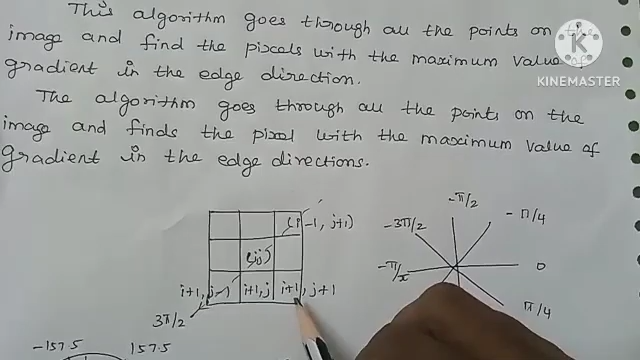 This algorithm goes through all the points on the
image and find the pixels with the maximum value of
gradient in the edge direction.
K
KINEMASTER
The algorithm goes through all the points on the
image and finds the pixel with the maximum value of
gradient in the edge directions.
(i-1, j+1)
(i,j)
i+1, j-1
i+1, j
i+1, j+1
3π/2
-π/2
-3π/2
-π/4
0
π/4
-157.5
157.5